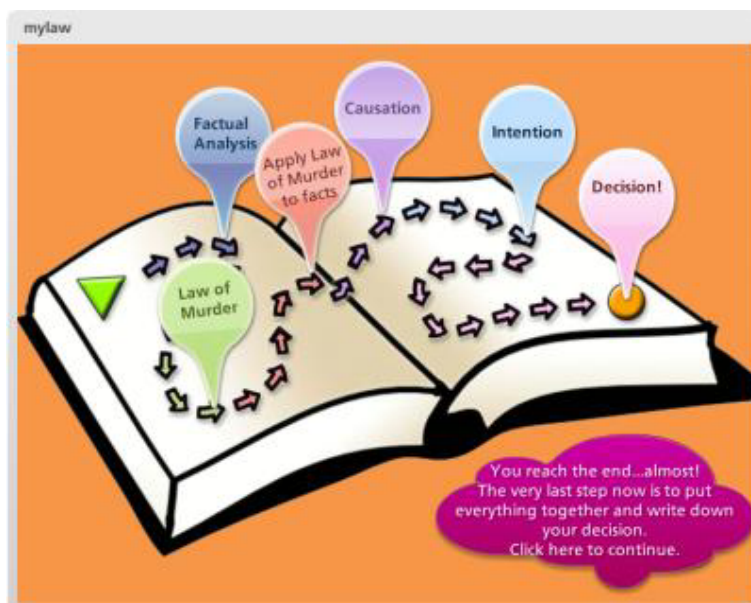 mylaw
Factual
Analysis
Law of
Murder
Apply Law
of Murder
to facts
Causation
Intention
Decision!
You reach the end...almost!
The very last step now is to put
everything together and write down
your decision.
Click here to continue.